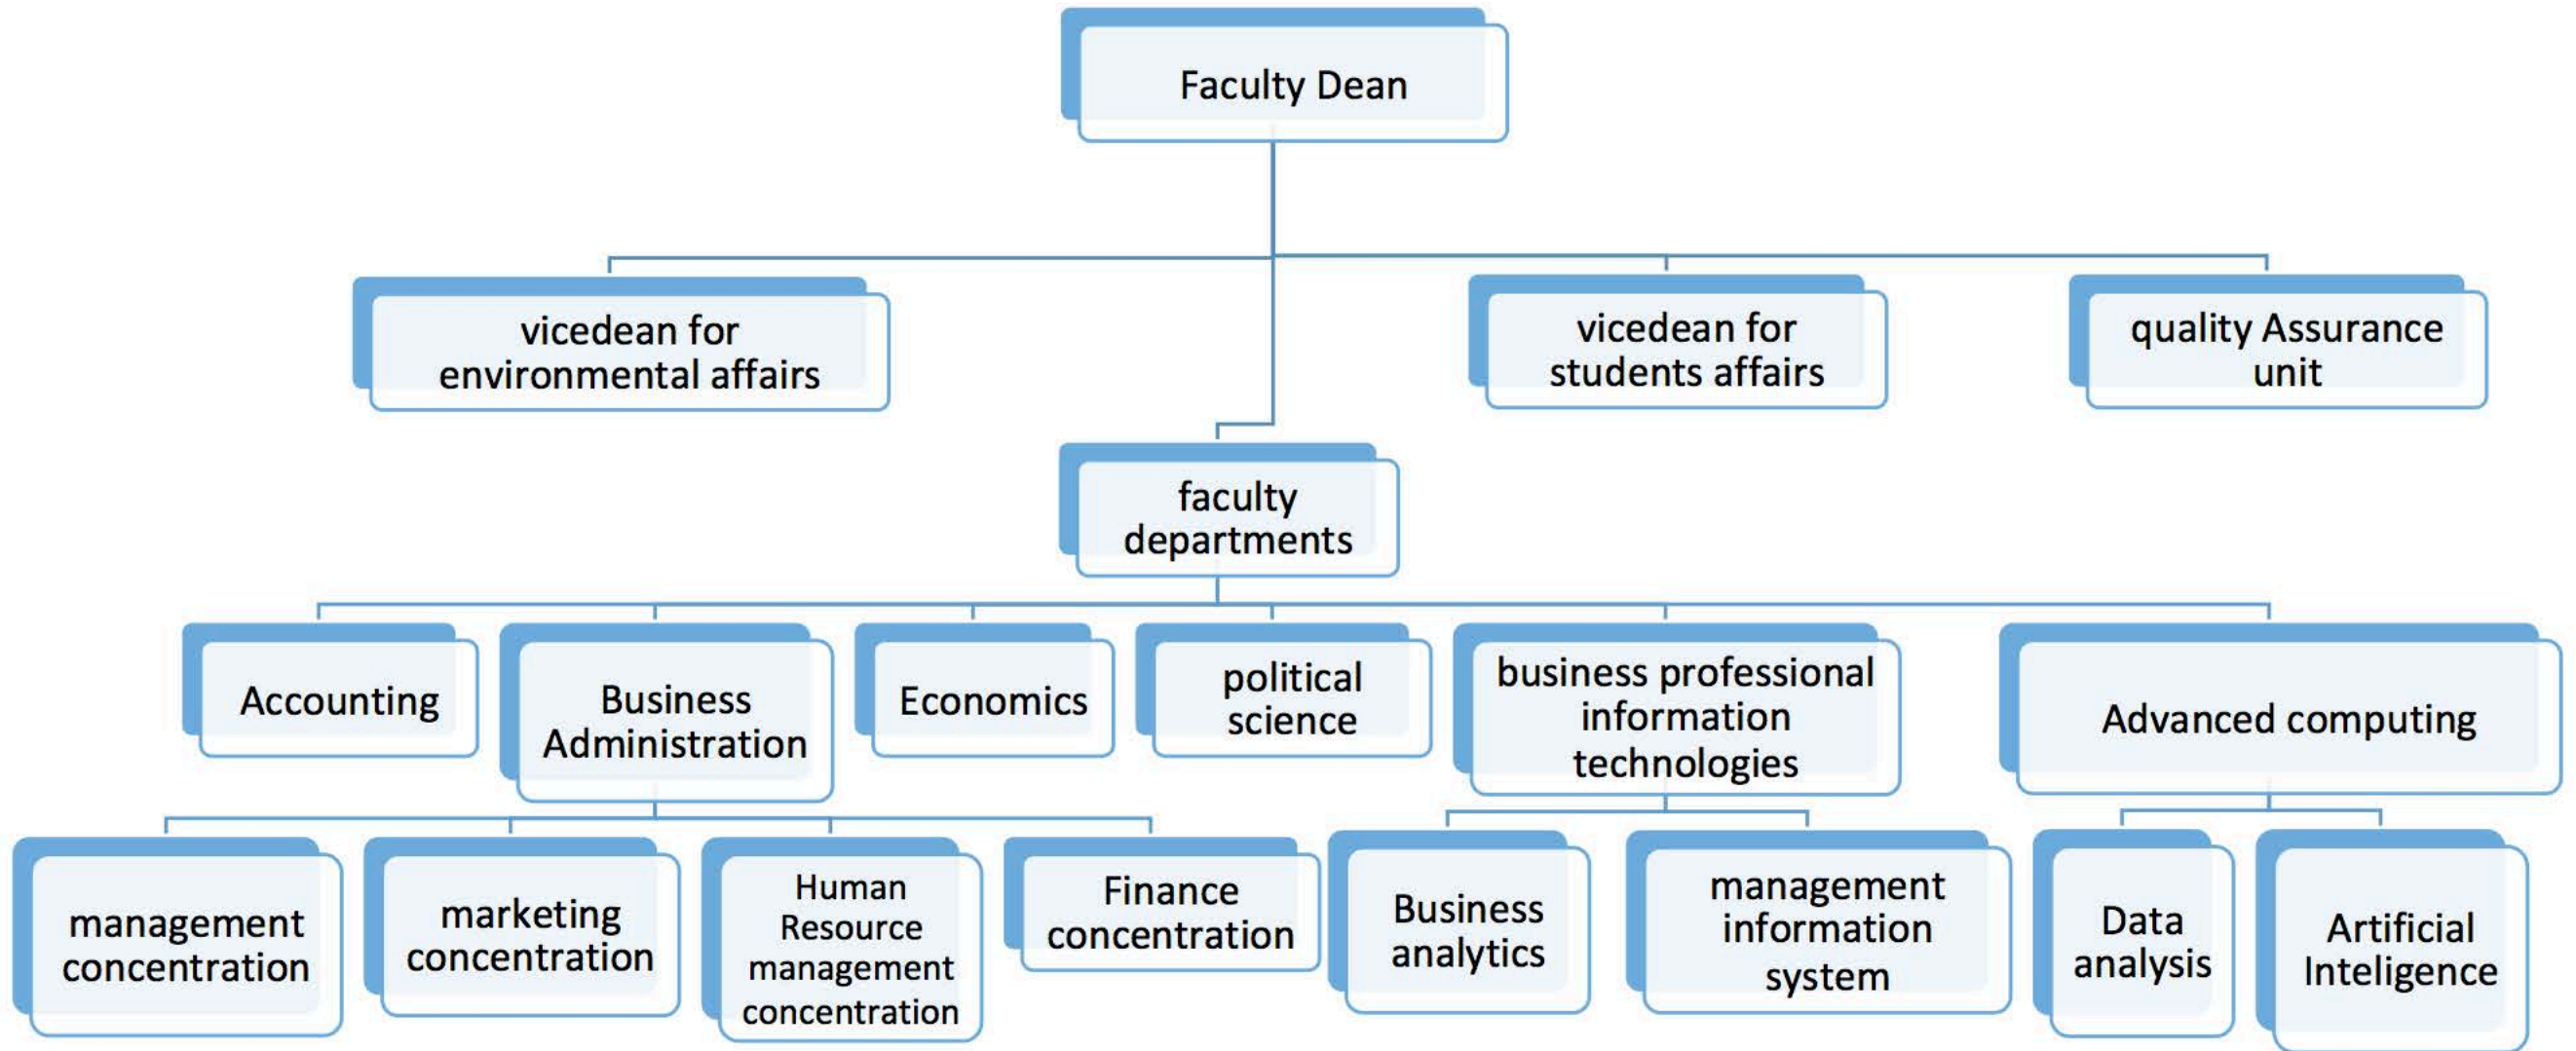 Faculty Dean
vicedean for
environmental affairs
vicedean for
students affairs
quality Assurance
unit
faculty
departments
Accounting
Business
Administration
Economics
political
science
business professional
information
technologies
Advanced computing
management
concentration
marketing
concentration
Human
Resource
management
concentration
Finance
concentration
Business
analytics
management
information
system
Data
analysis
Artificial
Inteligence